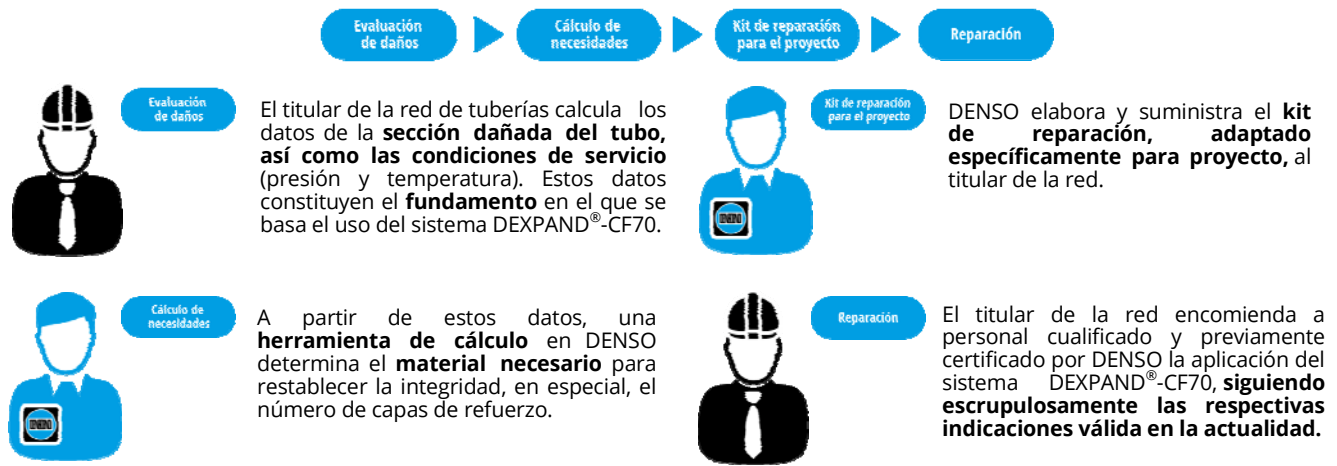 Evaluación
de daños
Cálculo de
necesidades
Kit de reparación
para el proyecto
Reparación
Evaluación
de daños
El titular de la red de tuberías calcula los
datos de la sección dañada del tubo,
así como las condiciones de servicio
(presión y temperatura). Estos datos
constituyen el fundamento en el que se
basa el uso del sistema DEXPAND®-CF70.
Kit de reparación
para el proyecto
DENSO elabora y suministra el kit
de reparación, adaptado
específicamente para proyecto, al
titular de la red.
Cálculo de
necesidades
A partir de estos datos, una
herramienta de cálculo en DENSO
determina el material necesario para
restablecer la integridad, en especial, el
número de capas de refuerzo.
Reparación
El titular de la red encomienda a
personal cualificado y previamente
certificado por DENSO la aplicación del
sistema DEXPAND®-CF70, siguiendo
escrupulosamente las respectivas
indicaciones válida en la actualidad.